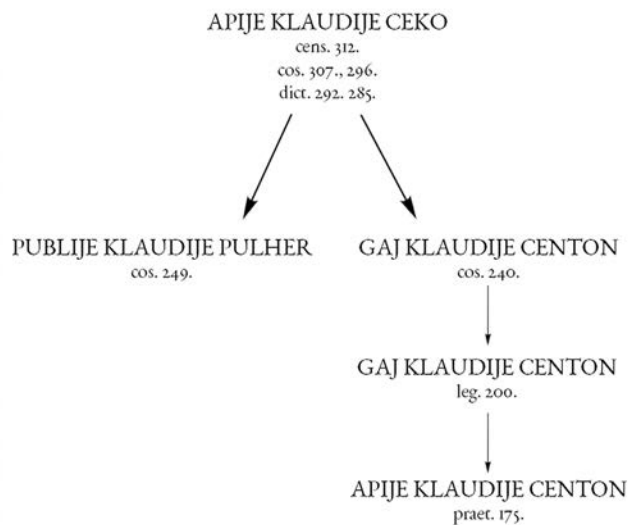 APIJE KLAUDIJE CEKO
cens. 312.
cos. 307., 296.
dict. 292. 285.
PUBLIJE KLAUDIJE PULHER
cos. 249.
GAJ KLAUDIJE CENTON
cos. 240.
GAJ KLAUDIJE CENTON
leg. 200.
APIJE KLAUDIJE CENTON
praet. 175.